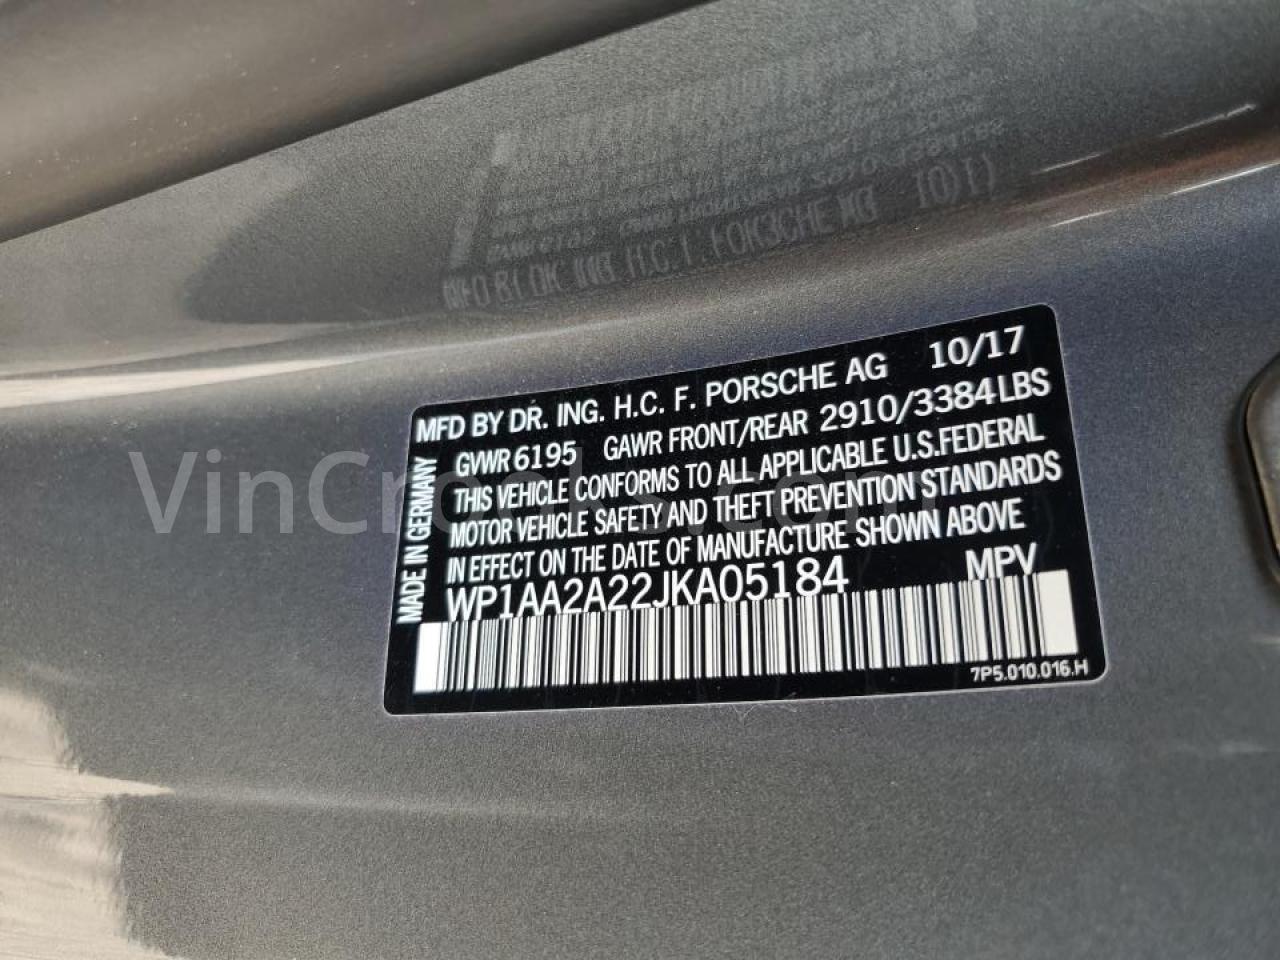 MFD BY DR. ING. H.C. F. PORSCHE AG 10/17
GVWR 6195 GAWR FRONT/REAR 2910/3384LBS
THIS VEHICLE CONFORMS TO ALL APPLICABLE U.S.FEDERAL
MOTOR VEHICLE SAFETY AND THEFT PREVENTION STANDARDS
IN EFFECT ON THE DATE OF MANUFACTURE SHOWN ABOVE
WP1AA2A22JKA05184 MPV
7P5.010.016.H
MADE IN GERMANY